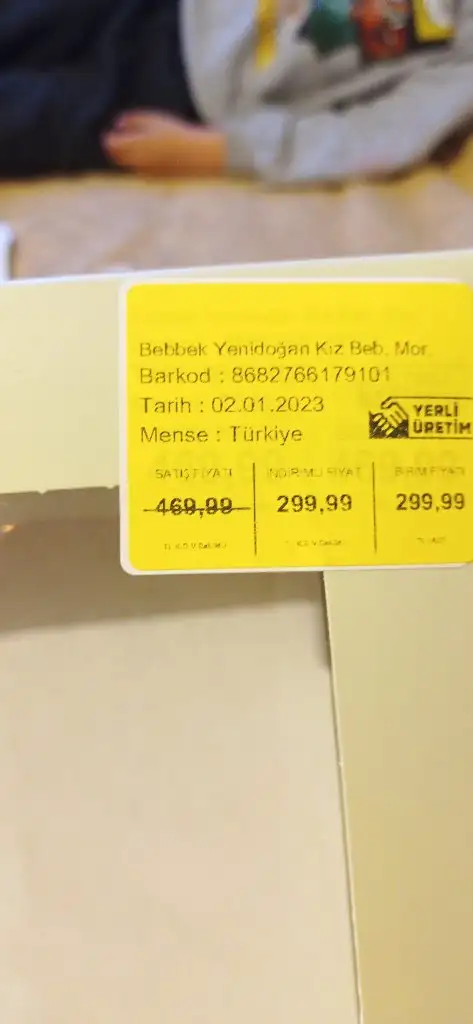 Bebbek Yenidoğan Kız Beb. Mor.
Barkod : 8682766179101
Tarih : 02.01.2023
Mense : Türkiye
YERLİ
ÜRETİM
SATIŞ FİYATI İNDİRİMLİ FİYAT BİRİM FİYATI
469,99 299,99 299,99